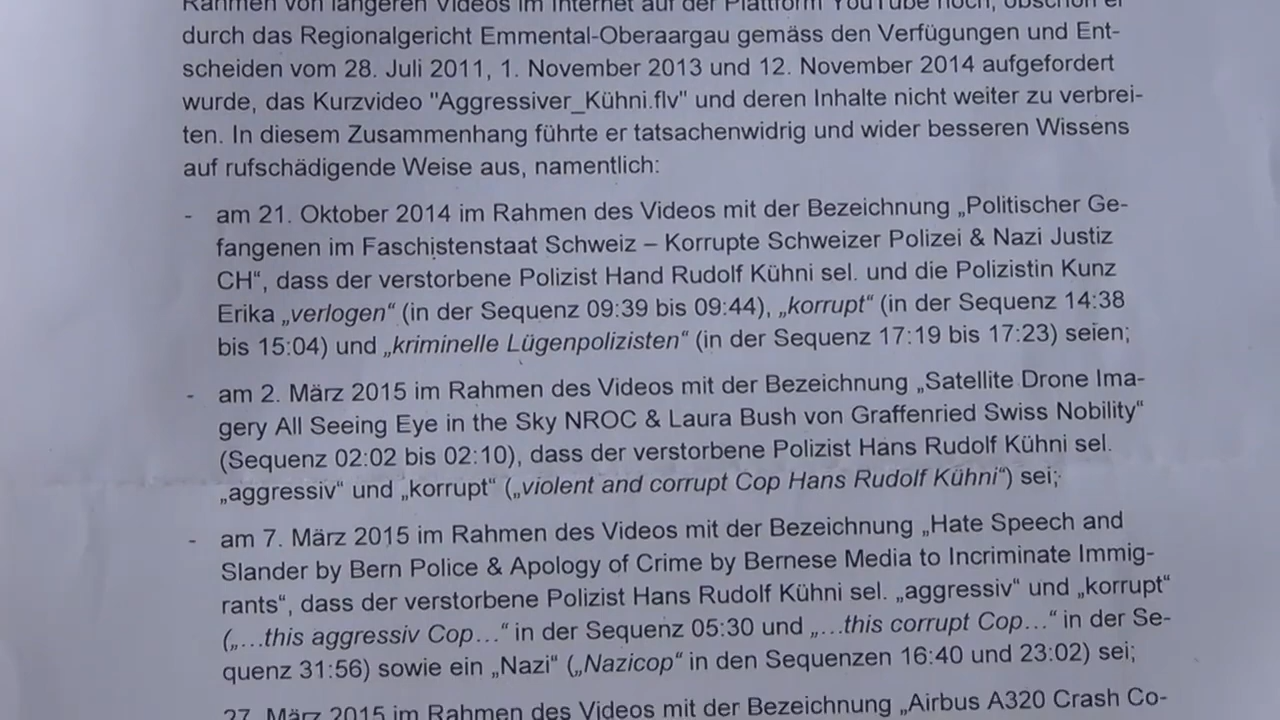 Rahmen von längeren Videos im Internet auf der Plattform YouTube noch, obschon er
durch das Regionalgericht Emmental-Oberaargau gemäss den Verfügungen und Ent-
scheiden vom 28. Juli 2011, 1. November 2013 und 12. November 2014 aufgefordert
wurde, das Kurzvideo "Aggressiver_Kühni.flv" und deren Inhalte nicht weiter zu verbrei-
ten. In diesem Zusammenhang führte er tatsachenwidrig und wider besseren Wissens
auf rufschädigende Weise aus, namentlich:
- am 21. Oktober 2014 im Rahmen des Videos mit der Bezeichnung „Politischer Ge-
fangenen im Faschistenstaat Schweiz – Korrupte Schweizer Polizei & Nazi Justiz
CH“, dass der verstorbene Polizist Hand Rudolf Kühni sel. und die Polizistin Kunz
Erika „verlogen“ (in der Sequenz 09:39 bis 09:44), „korrupt“ (in der Sequenz 14:38
bis 15:04) und „kriminelle Lügenpolizisten“ (in der Sequenz 17:19 bis 17:23) seien;
- am 2. März 2015 im Rahmen des Videos mit der Bezeichnung „Satellite Drone Ima-
gery All Seeing Eye in the Sky NROC & Laura Bush von Graffenried Swiss Nobility“
(Sequenz 02:02 bis 02:10), dass der verstorbene Polizist Hans Rudolf Kühni sel.
„aggressiv“ und „korrupt“ („violent and corrupt Cop Hans Rudolf Kühni“) sei;
- am 7. März 2015 im Rahmen des Videos mit der Bezeichnung „Hate Speech and
Slander by Bern Police & Apology of Crime by Bernese Media to Incriminate Immig-
rants“, dass der verstorbene Polizist Hans Rudolf Kühni sel. „aggressiv“ und „korrupt“
(„…this aggressiv Cop…“ in der Sequenz 05:30 und „…this corrupt Cop…“ in der Se-
quenz 31:56) sowie ein „Nazi“ („Nazicop“ in den Sequenzen 16:40 und 23:02) sei;
27. März 2015 im Rahmen des Videos mit der Bezeichnung „Airbus A320 Crash Co-